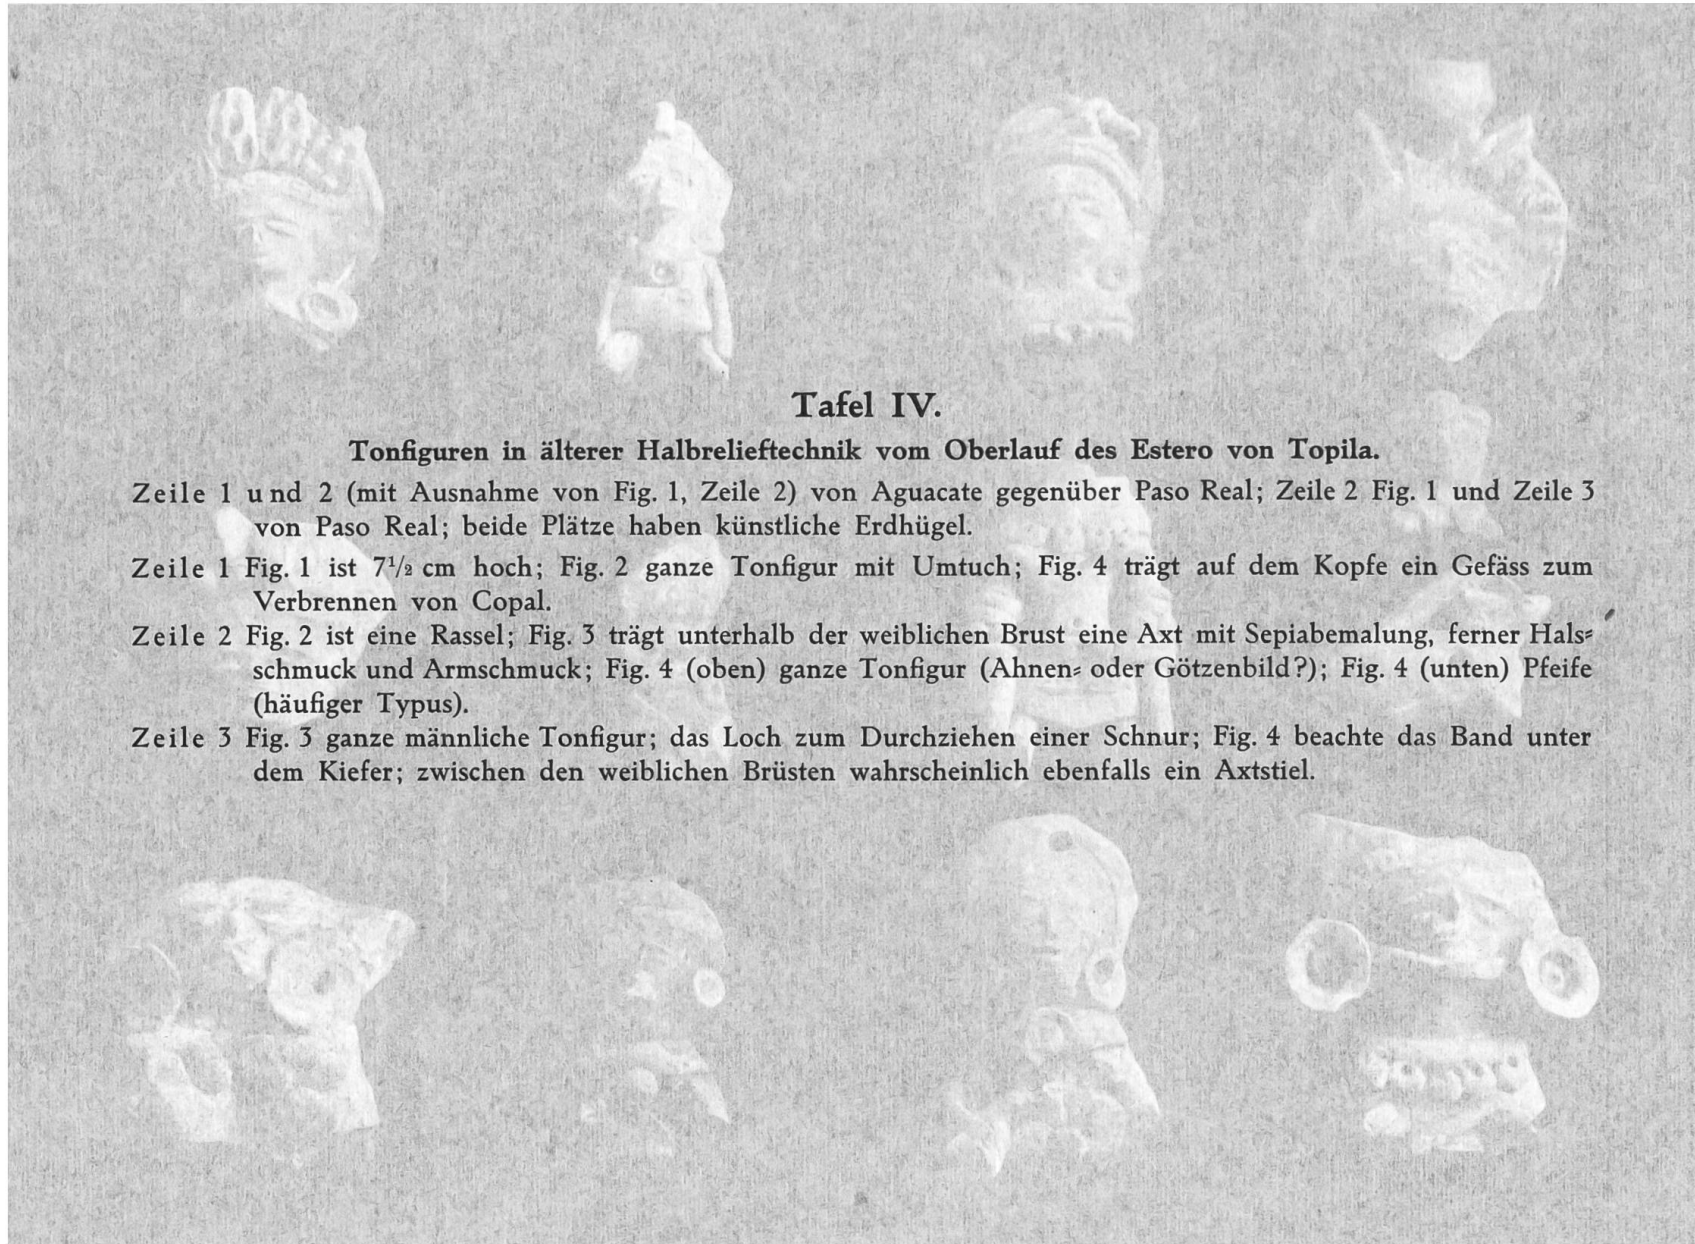 Tafel IV.
Tonfiguren in älterer Halbrelieftechnik vom Oberlauf des Estero von Topila.
Zeile 1 und 2 (mit Ausnahme von Fig. 1, Zeile 2) von Aguacate gegenüber Paso Real; Zeile 2 Fig. 1 und Zeile 3
von Paso Real; beide Plätze haben künstliche Erdhügel.
Zeile 1 Fig. 1 ist 7½ cm hoch; Fig. 2 ganze Tonfigur mit Umtuch; Fig. 4 trägt auf dem Kopfe ein Gefäss zum
Verbrennen von Copal.
Zeile 2 Fig. 2 ist eine Rassel; Fig. 3 trägt unterhalb der weiblichen Brust eine Axt mit Sepiabemalung, ferner Hals⸗
schmuck und Armschmuck; Fig. 4 (oben) ganze Tonfigur (Ahnen⸗ oder Götzenbild?); Fig. 4 (unten) Pfeife
(häufiger Typus).
Zeile 3 Fig. 3 ganze männliche Tonfigur; das Loch zum Durchziehen einer Schnur; Fig. 4 beachte das Band unter
dem Kiefer; zwischen den weiblichen Brüsten wahrscheinlich ebenfalls ein Axtstiel.